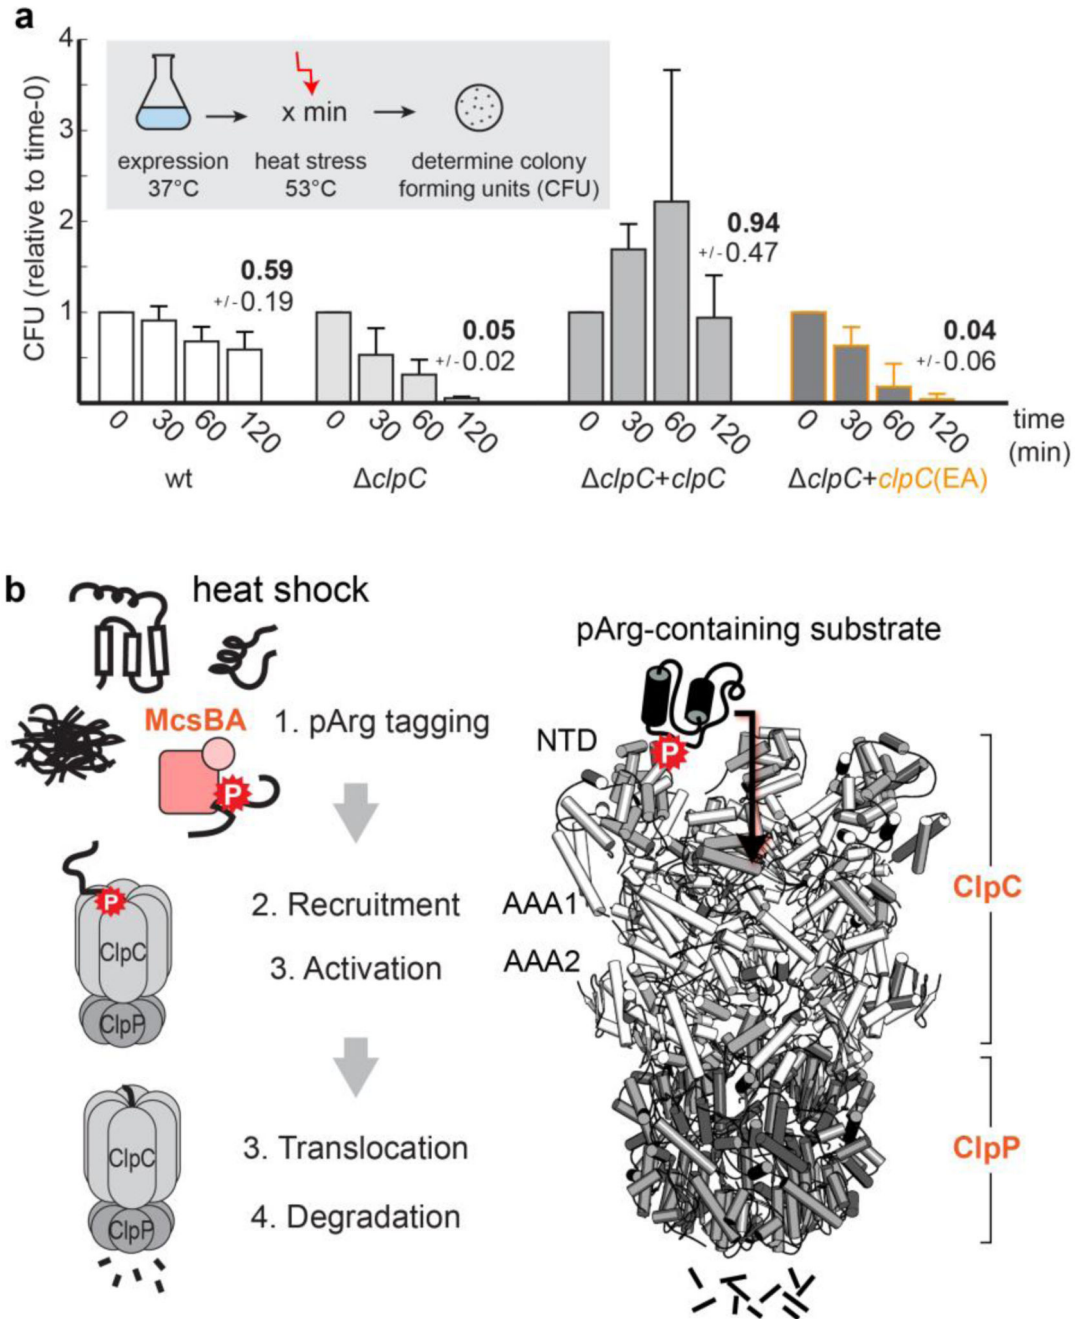 a
CFU (relative to time-0)
4
3
2
1
expression
37°C
x min
heat stress
53°C
determine colony
forming units (CFU)
0.59
+/-0.19
0.05
+/-0.02
0.94
+/-0.47
0.04
+/-0.06
0 30 60 120
0 30 60 120
0 30 60 120
0 30 60 120
time
(min)
wt
ΔclpC
ΔclpC+clpC
ΔclpC+clpC(EA)
b
heat shock
McsBA
P
1. pArg tagging
P
ClpC
ClpP
2. Recruitment
3. Activation
ClpC
ClpP
3. Translocation
4. Degradation
pArg-containing substrate
NTD
P
AAA1
AAA2
ClpC
ClpP